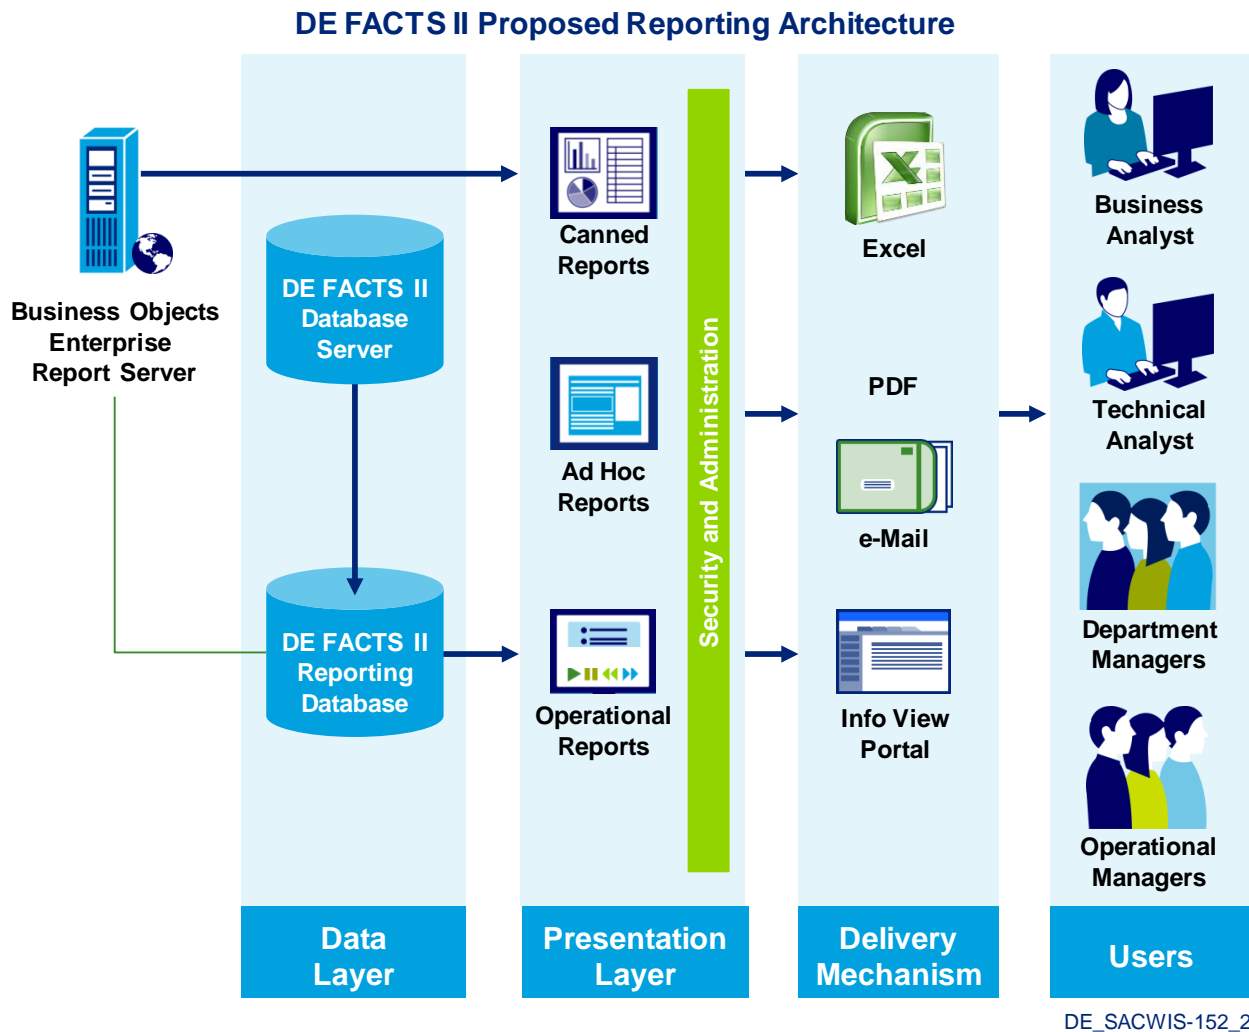 DE FACTS II Proposed Reporting Architecture
Business Objects
Enterprise
Report Server
DE FACTS II
Database
Server
DE FACTS II
Reporting
Database
Canned
Reports
Ad Hoc
Reports
Operational
Reports
Security and Administration
Excel
PDF
e-Mail
Info View
Portal
Business
Analyst
Technical
Analyst
Department
Managers
Operational
Managers
Data
Layer
Presentation
Layer
Delivery
Mechanism
Users
DE_SACWIS-152_2